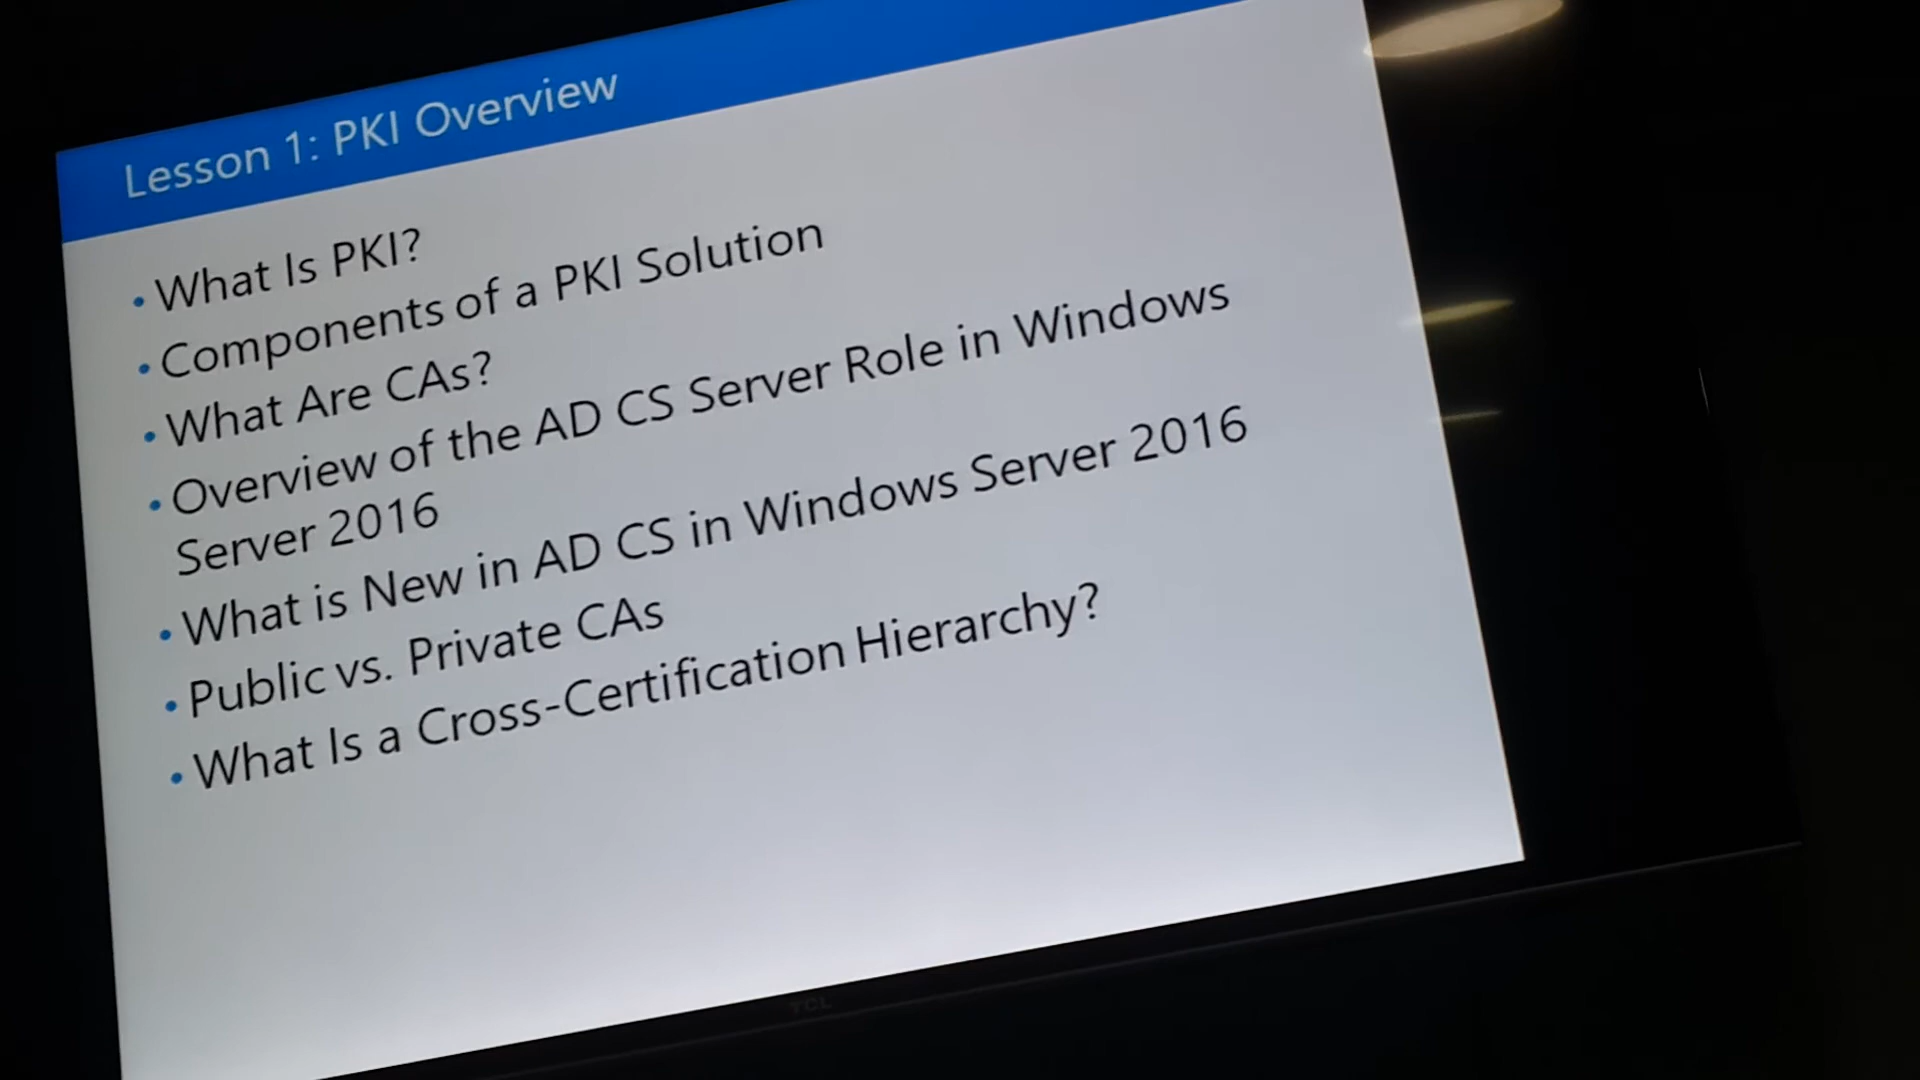 Lesson 1: PKI Overview
• What Is PKI?
• Components of a PKI Solution
• What Are CAs?
• Overview of the AD CS Server Role in Windows
Server 2016
• What is New in AD CS in Windows Server 2016
• Public vs. Private CAs
• What Is a Cross-Certification Hierarchy?
TCL